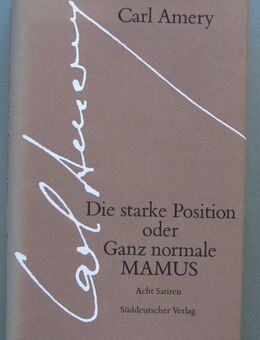 Carl Amery
Carl Amery
Die starke Position
oder
Ganz normale
MAMUS
Acht Satiren
Süddeutscher Verlag